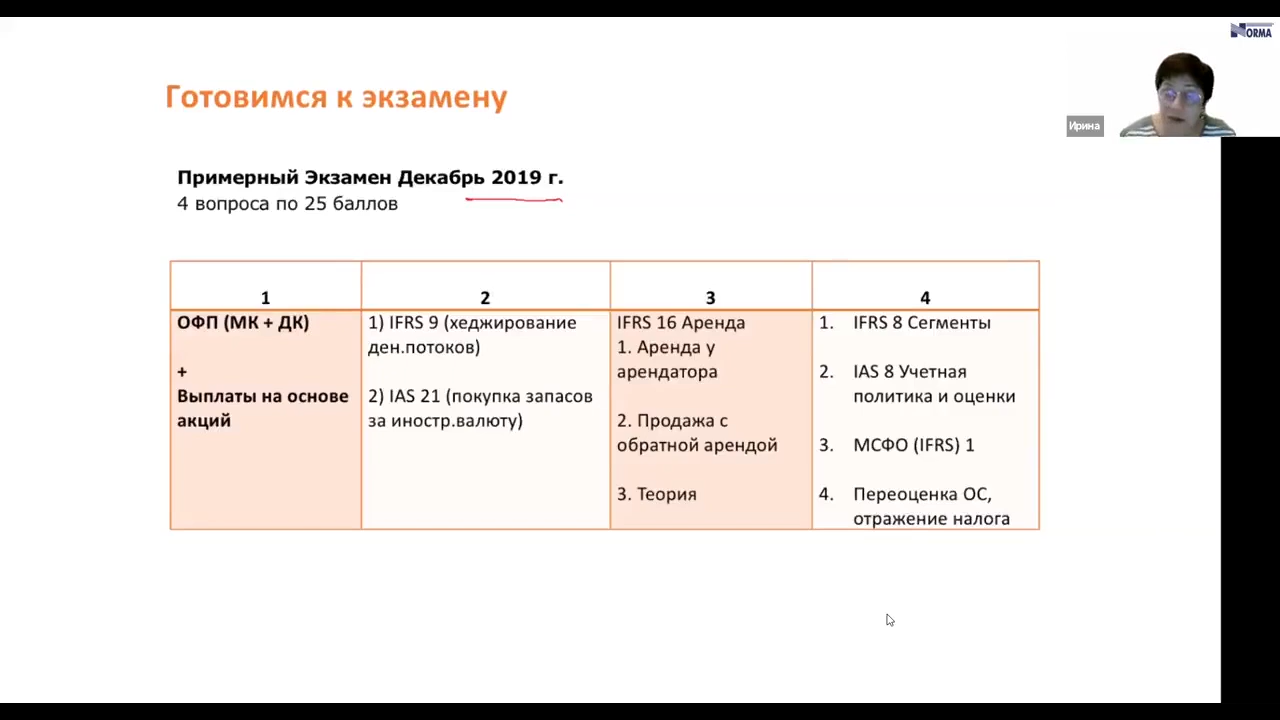 NORMA
Готовимся к экзамену
Ирина
Примерный Экзамен Декабрь 2019 г.
4 вопроса по 25 баллов
1
2
3
4
ОФП (МК + ДК)
+
Выплаты на основе
акций
1) IFRS 9 (хеджирование
ден.потоков)
2) IAS 21 (покупка запасов
за иностр.валюту)
IFRS 16 Аренда
1. Аренда у
арендатора
2. Продажа с
обратной арендой
3. Теория
1. IFRS 8 Сегменты
2. IAS 8 Учетная
политика и оценки
3. МСФО (IFRS) 1
4. Переоценка ОС,
отражение налога